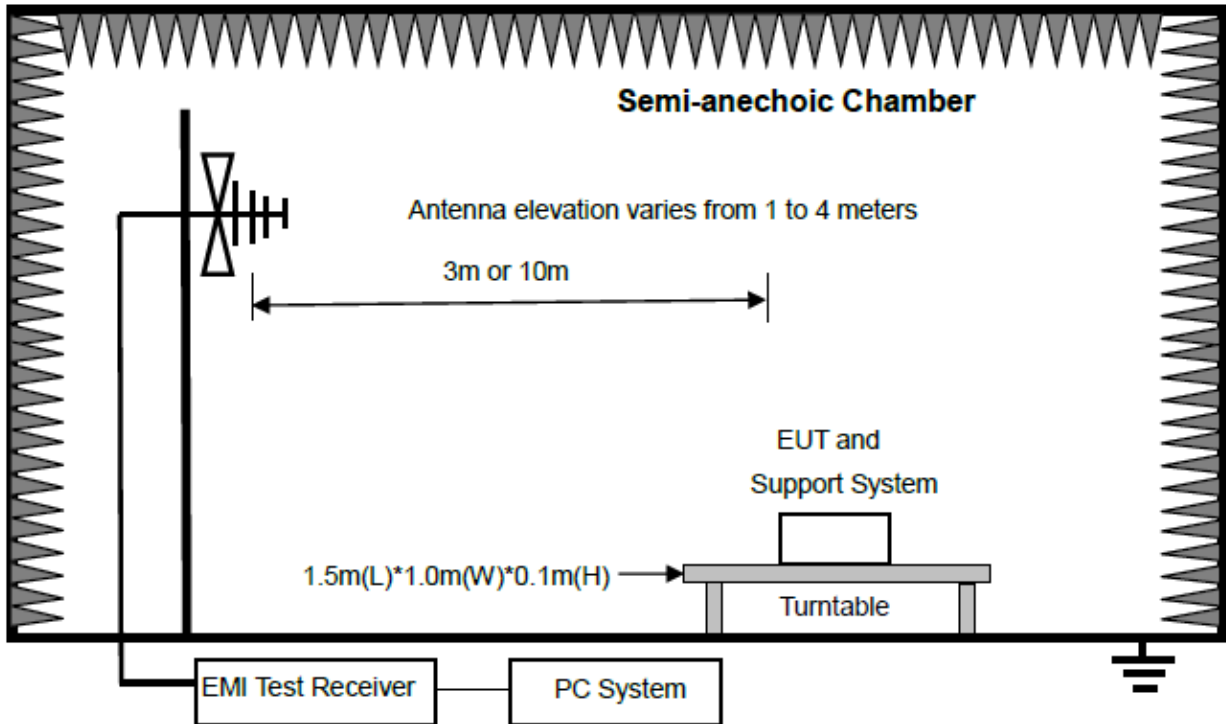 Semi-anechoic Chamber
Antenna elevation varies from 1 to 4 meters
3m or 10m
EUT and
Support System
1.5m(L)*1.0m(W)*0.1m(H)
Turntable
EMI Test Receiver
PC System